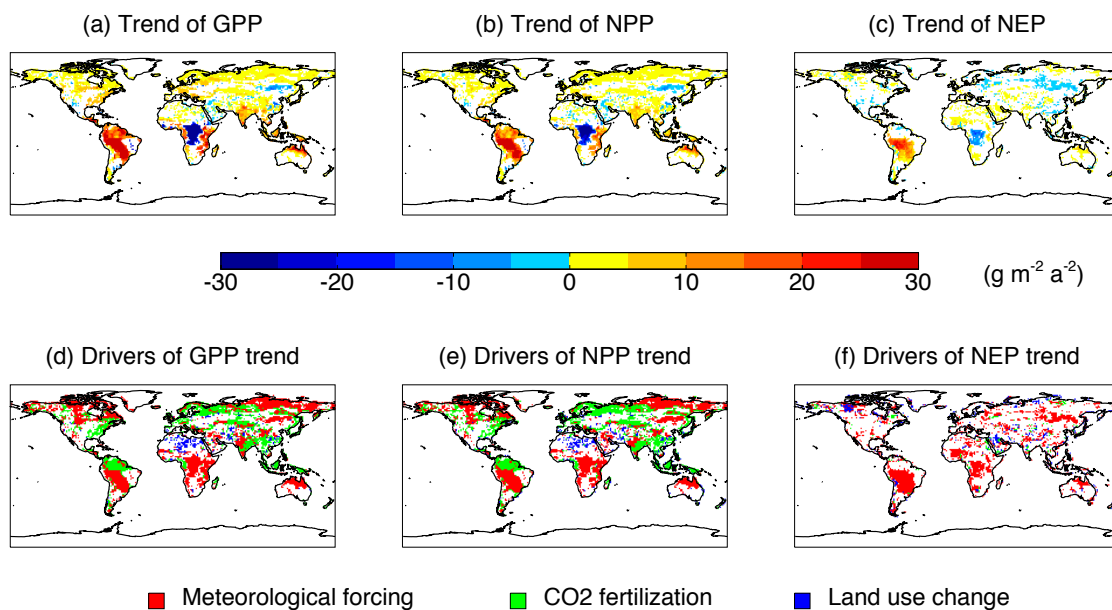 (a) Trend of GPP
(b) Trend of NPP
(c) Trend of NEP
-30 -20 -10 0 10 20 30 (g m⁻² a⁻²)
(d) Drivers of GPP trend
(e) Drivers of NPP trend
(f) Drivers of NEP trend
Meteorological forcing
CO2 fertilization
Land use change